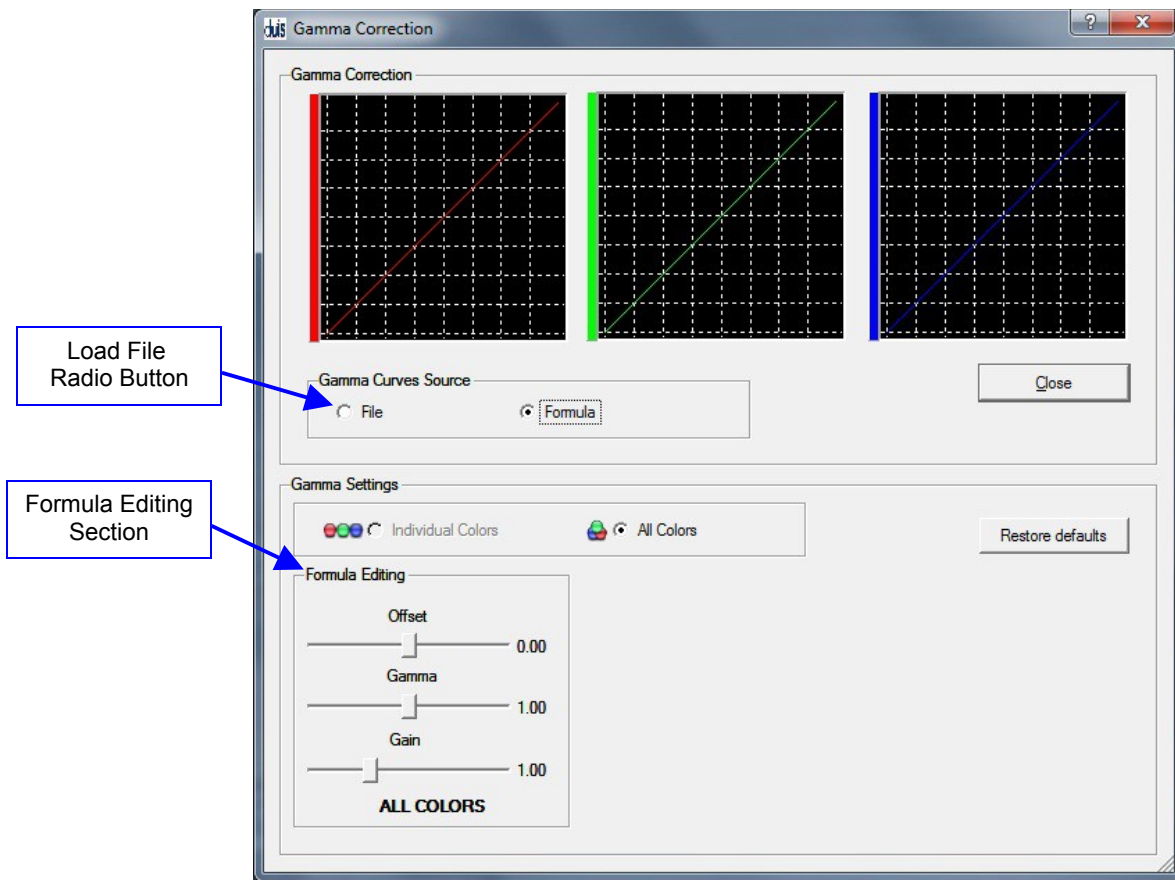 duis Gamma Correction
?
X
Gamma Correction
Load File
Radio Button
Gamma Curves Source
File
Formula
Close
Formula Editing
Section
Gamma Settings
Individual Colors
All Colors
Restore defaults
Formula Editing
Offset
0.00
Gamma
1.00
Gain
1.00
ALL COLORS